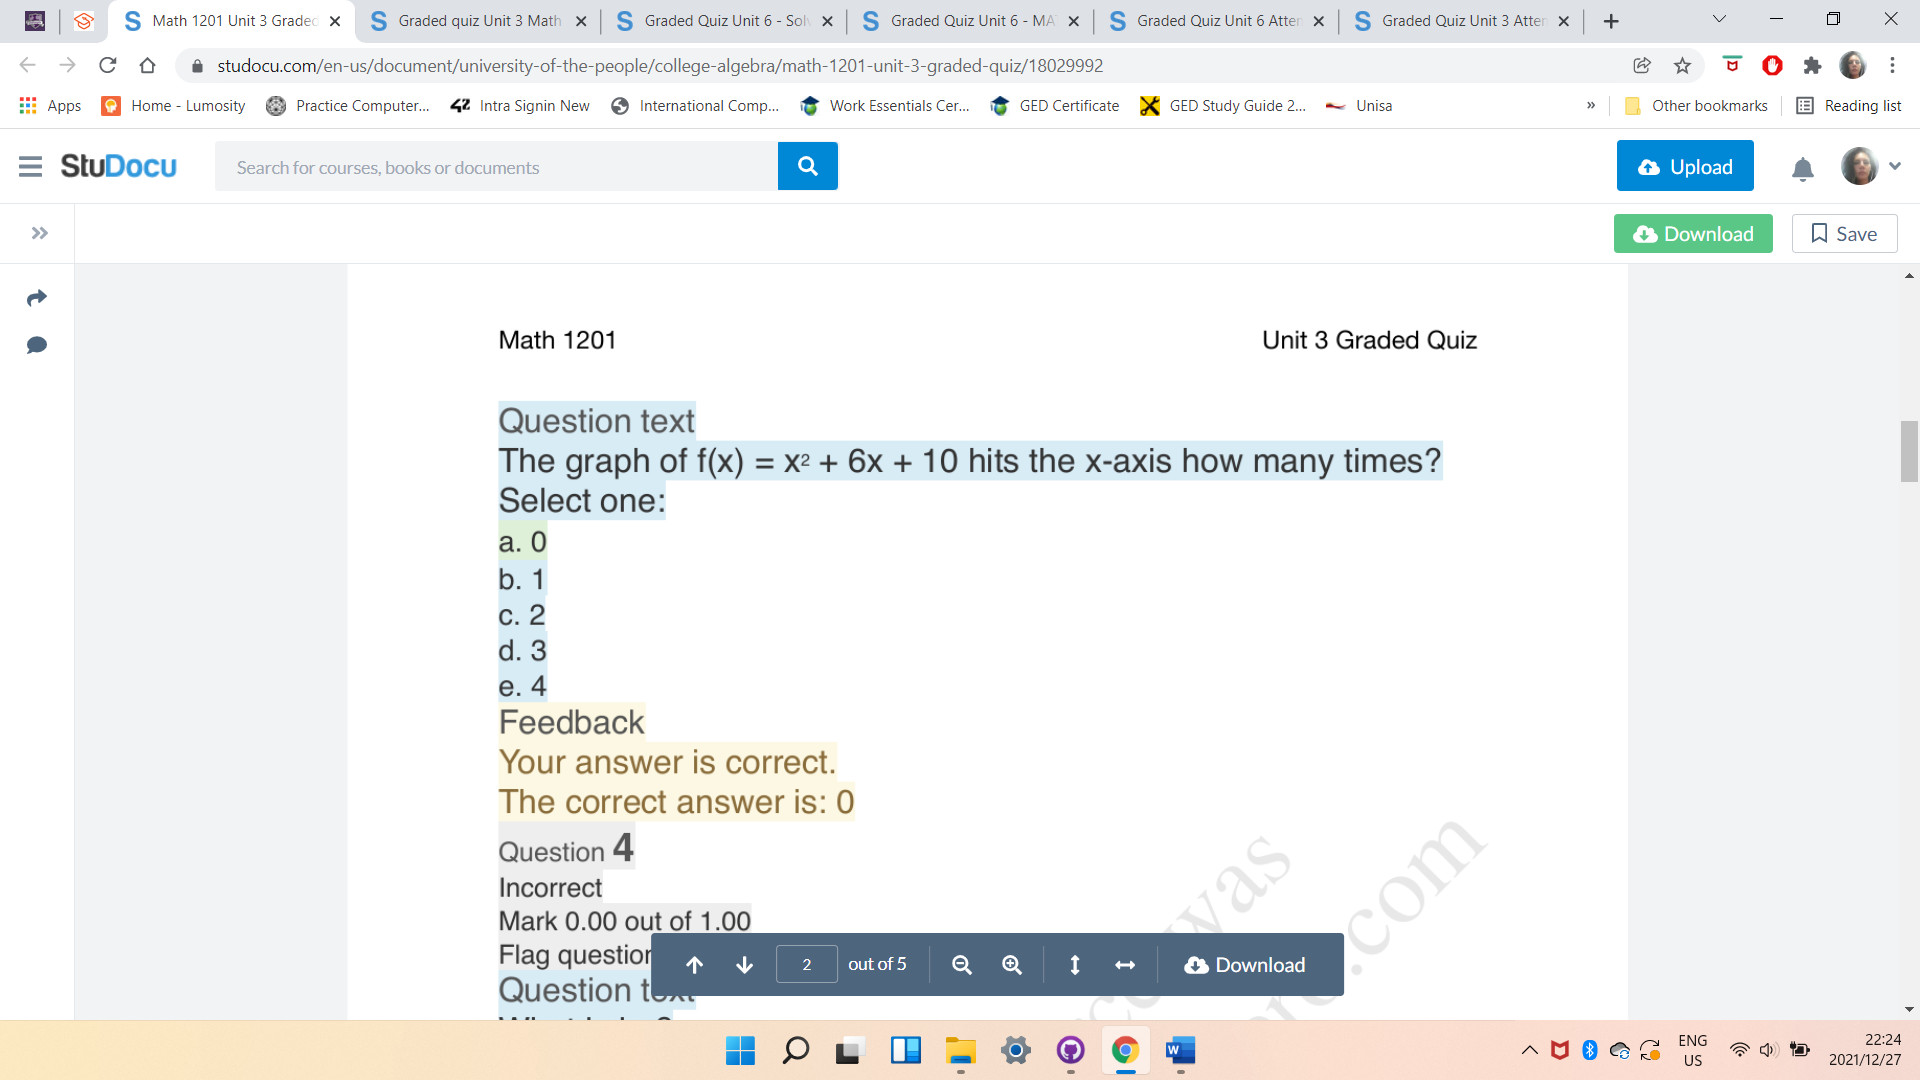 Math 1201 Unit 3 Graded
Graded quiz Unit 3 Math
Graded Quiz Unit 6 - Solv
Graded Quiz Unit 6 - MAT
Graded Quiz Unit 6 Atten
Graded Quiz Unit 3 Atten
studocu.com/en-us/document/university-of-the-people/college-algebra/math-1201-unit-3-graded-quiz/18029992
Apps
Home - Lumosity
Practice Computer...
Intra Signin New
International Comp...
Work Essentials Cer...
GED Certificate
GED Study Guide 2...
Unisa
»
Other bookmarks
Reading list
StuDocu
Search for courses, books or documents
Upload
Download
Save
Math 1201 Unit 3 Graded Quiz
Question text
The graph of f(x) = x2 + 6x + 10 hits the x-axis how many times?
Select one:
a. 0
b. 1
c. 2
d. 3
e. 4
Feedback
Your answer is correct.
The correct answer is: 0
Question 4
Incorrect
Mark 0.00 out of 1.00
Flag question
Question text
2 out of 5 Download
ENG
US
22:24
2021/12/27